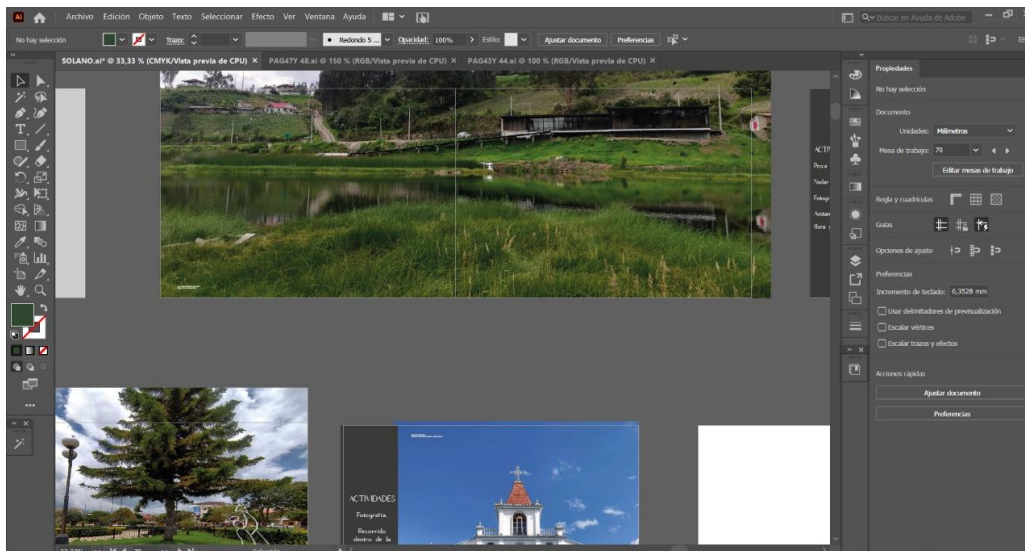 Ai Archivo Edición Objeto Texto Seleccionar Efecto Ver Ventana Ayuda Buscar en Ayuda de Adobe
No hay selección Trazo: Redondo 5 ... Opacidad: 100% Estilo: Ajustar documento Preferencias
SOLANO.ai* @ 33,33 % (CMYK/Vista previa de CPU) × PAG47Y 48.ai @ 150 % (RGB/Vista previa de CPU) × PAG43Y 44.ai @ 100 % (RGB/Vista previa de CPU) ×
Propiedades
No hay selección
Documento
Unidades: Milímetros
Mesa de trabajo: 70
Editar mesas de trabajo
Regla y cuadrículas
Guías
Opciones de ajuste
Preferencias
Incremento de teclado: 0,3528 mm
Usar delimitadores de previsualización
Escalar vértices
Escalar trazos y efectos
Acciones rápidas
Ajustar documento
Preferencias
ACTIVIDADES
Fotografía.
Recorrido
dentro de la